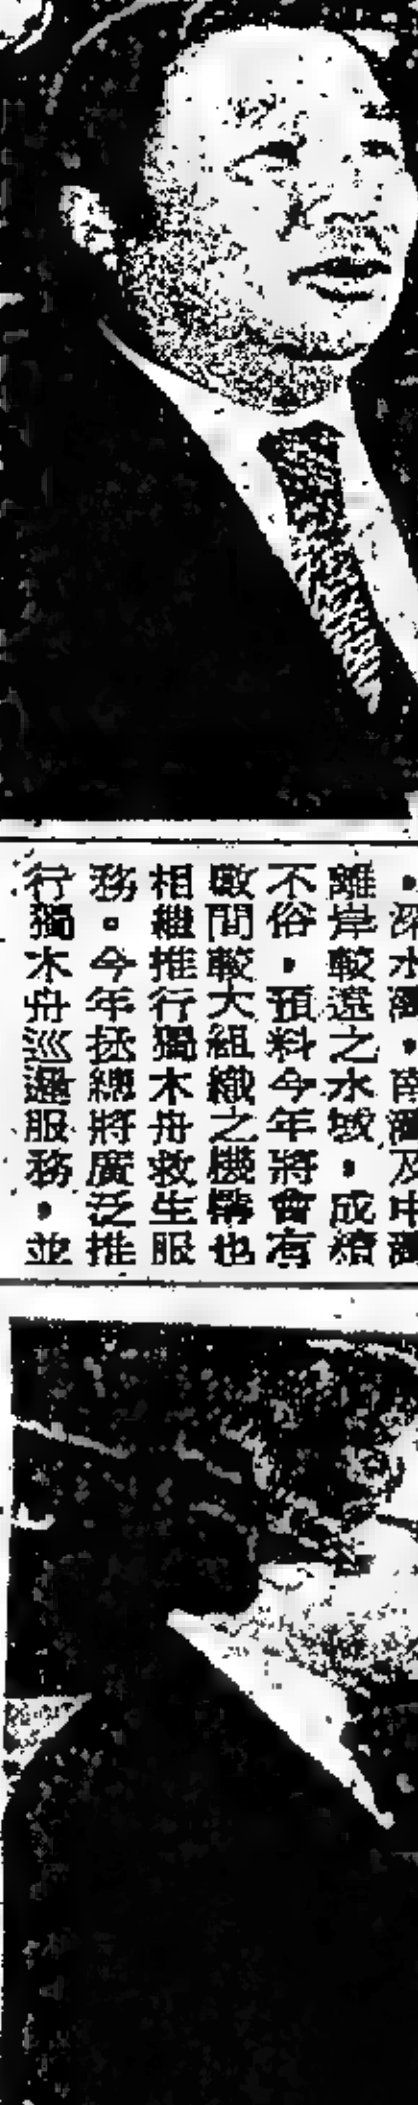 ・深水灣・南灣及中灣
離岸較遠之水域・成績
不俗・預料今年將會有
數間較大組織之機構也
相繼推行獨木舟救生服
務。今年拯總將廣泛推
行獨木舟巡邏服務・並